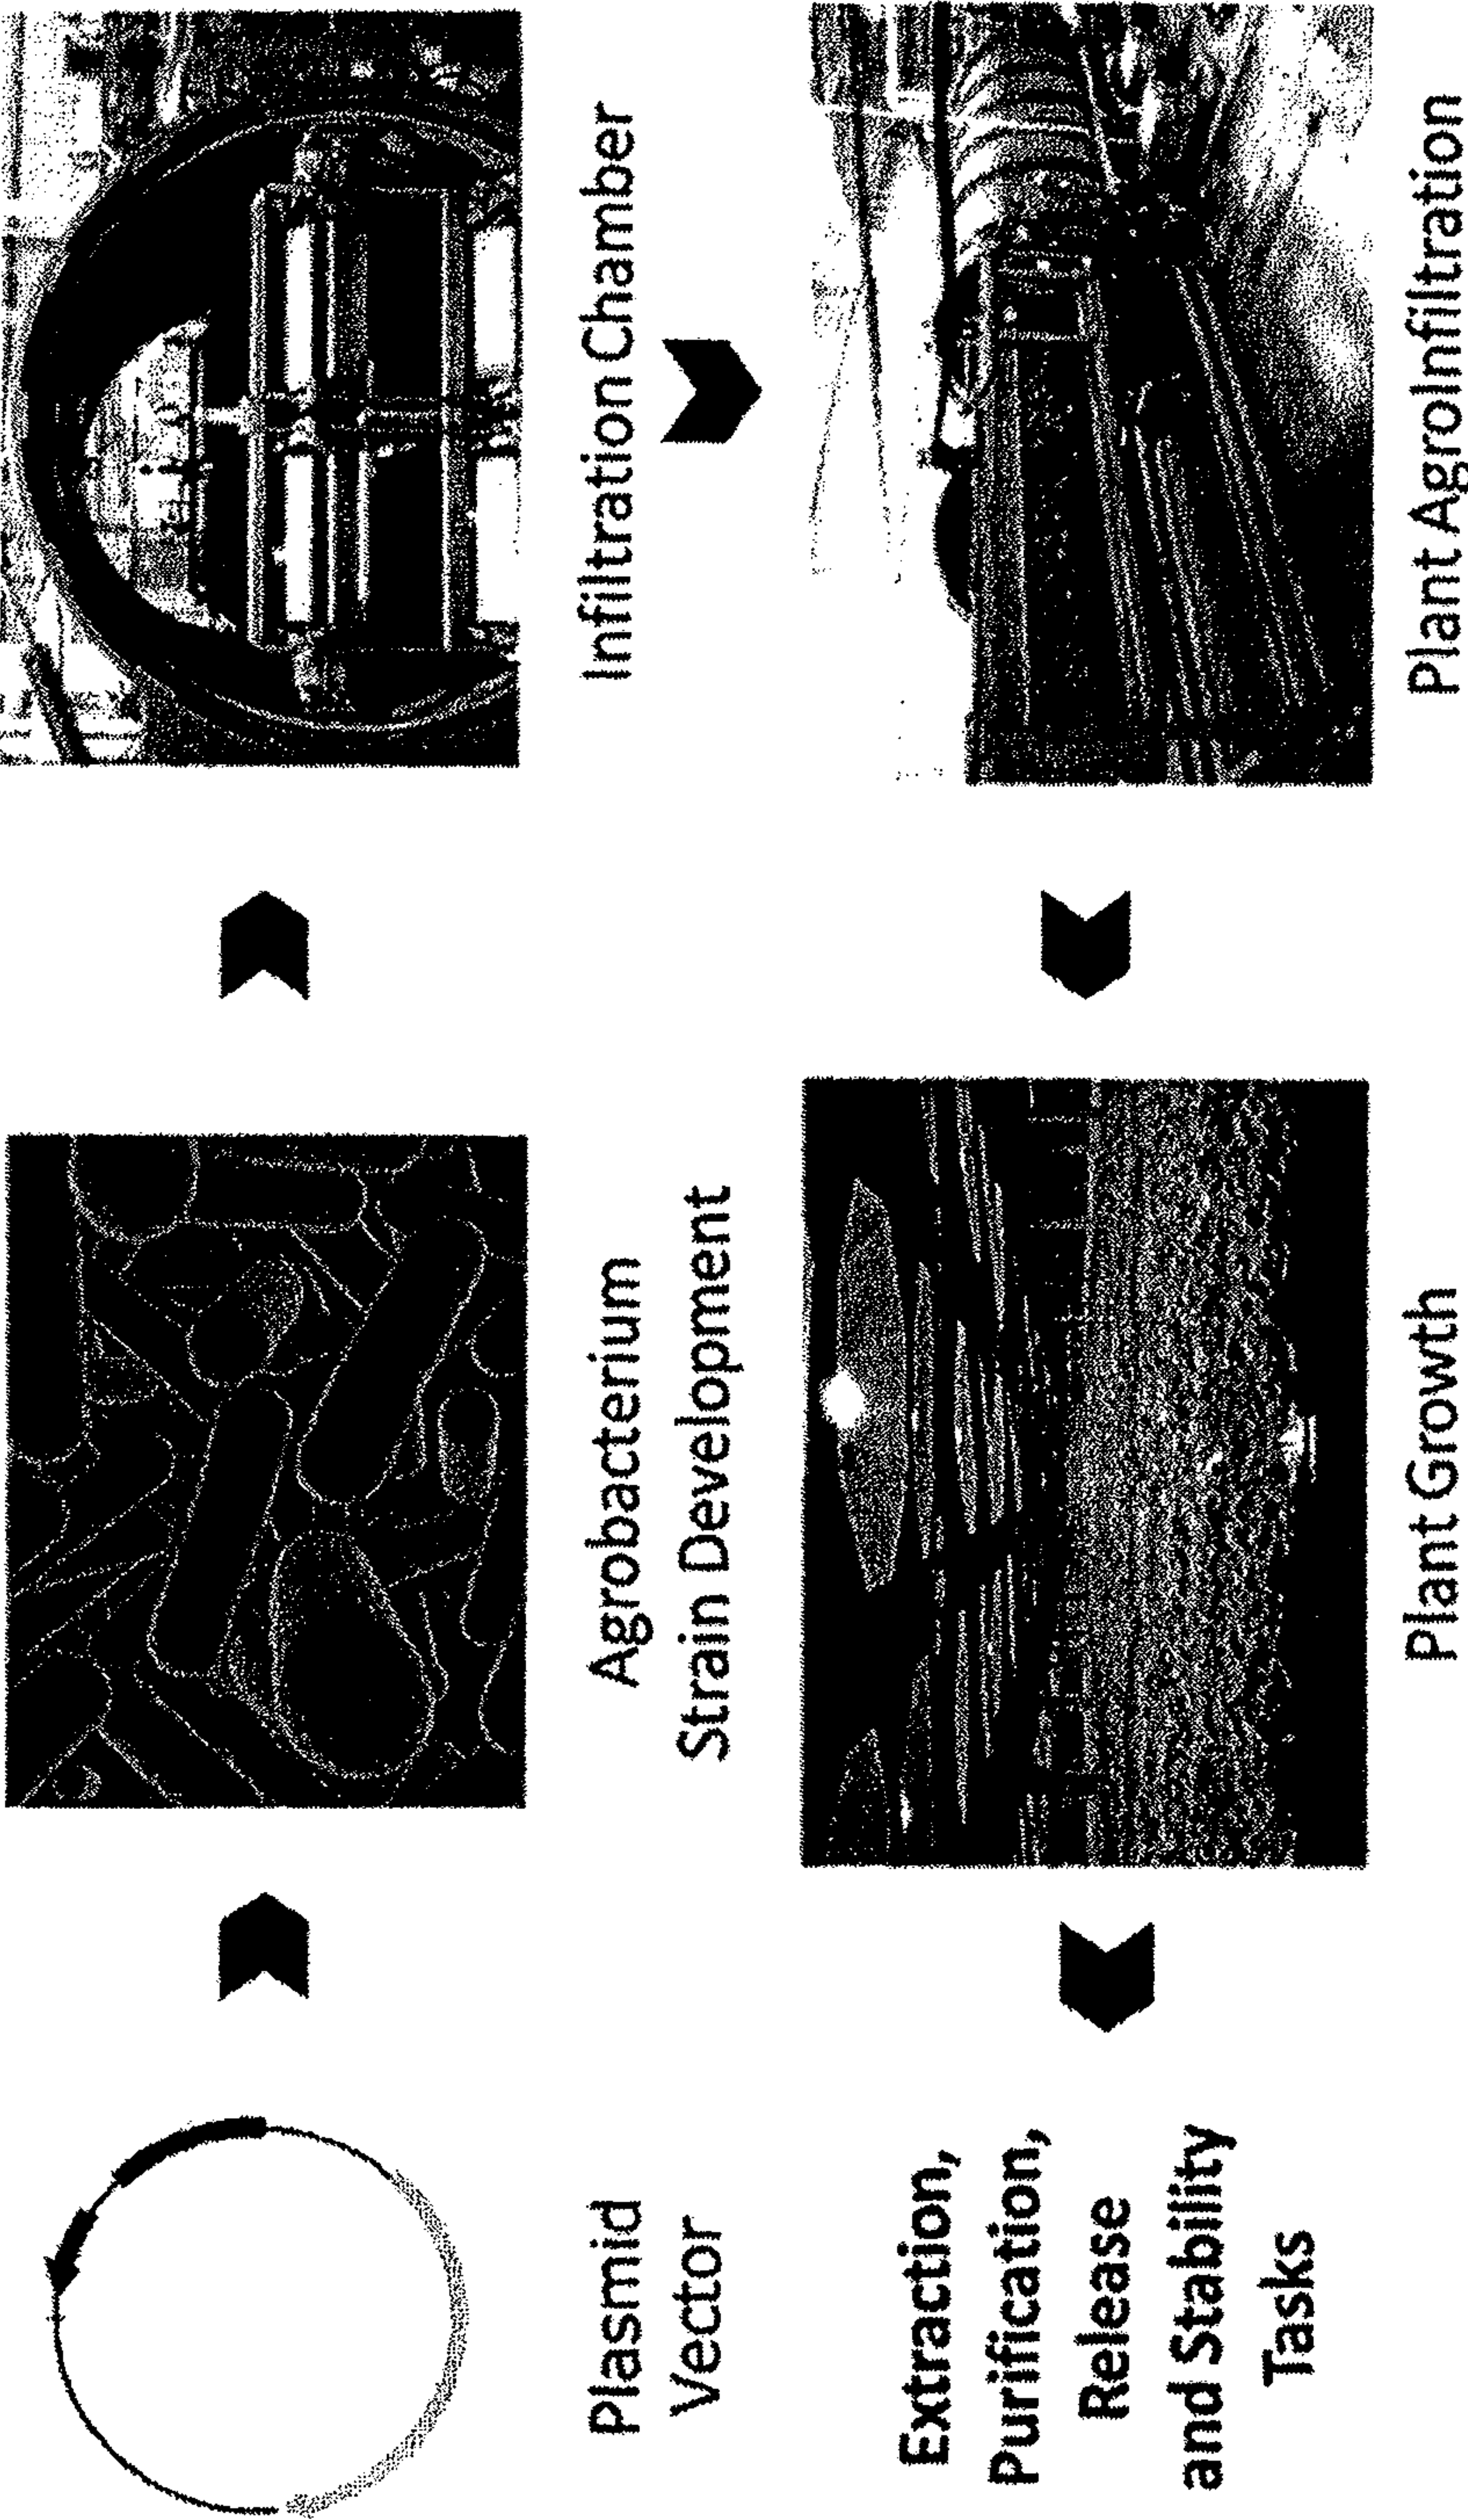 Plasmid
Vector
Agrobacterium
Strain Development
Infiltration Chamber
Plant AgroInfiltration
Plant Growth
Extraction,
Purification,
Release
and Stability
Tasks